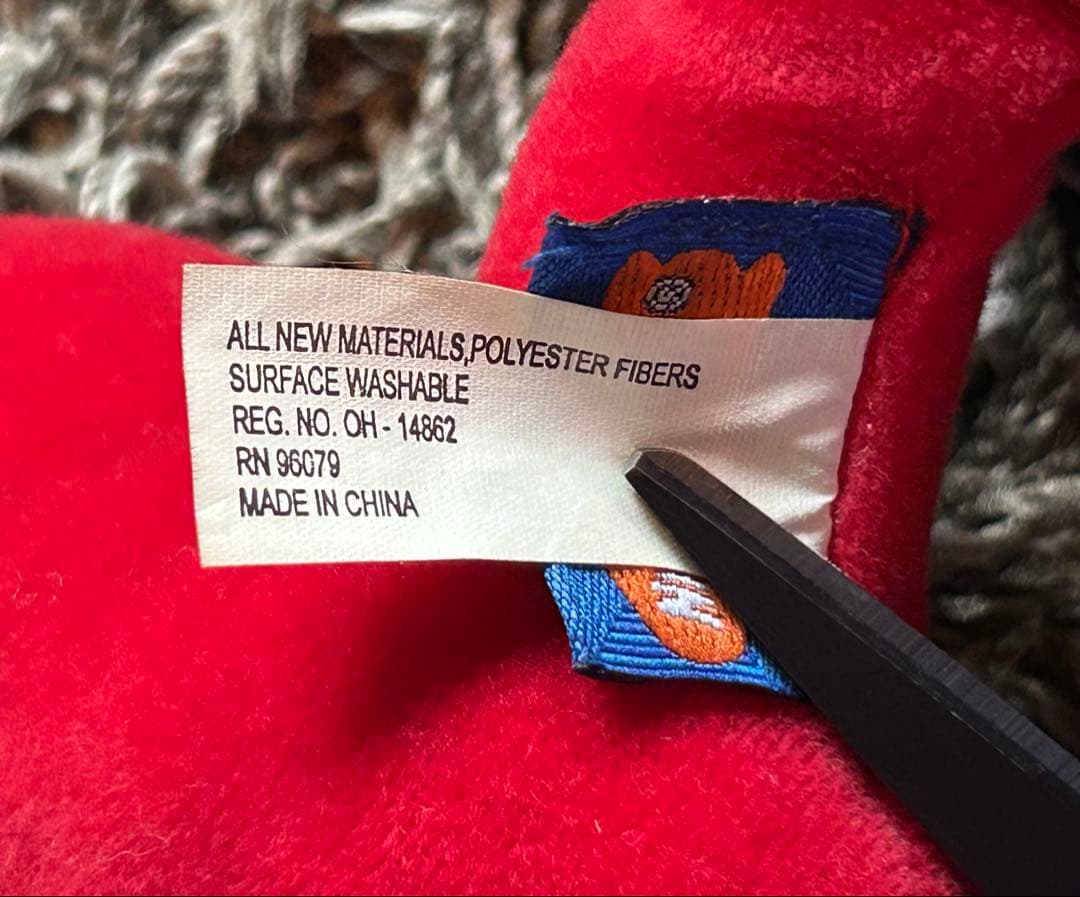 ALL NEW MATERIALS,POLYESTER FIBERS
SURFACE WASHABLE
REG. NO. OH - 14862
RN 96079
MADE IN CHINA